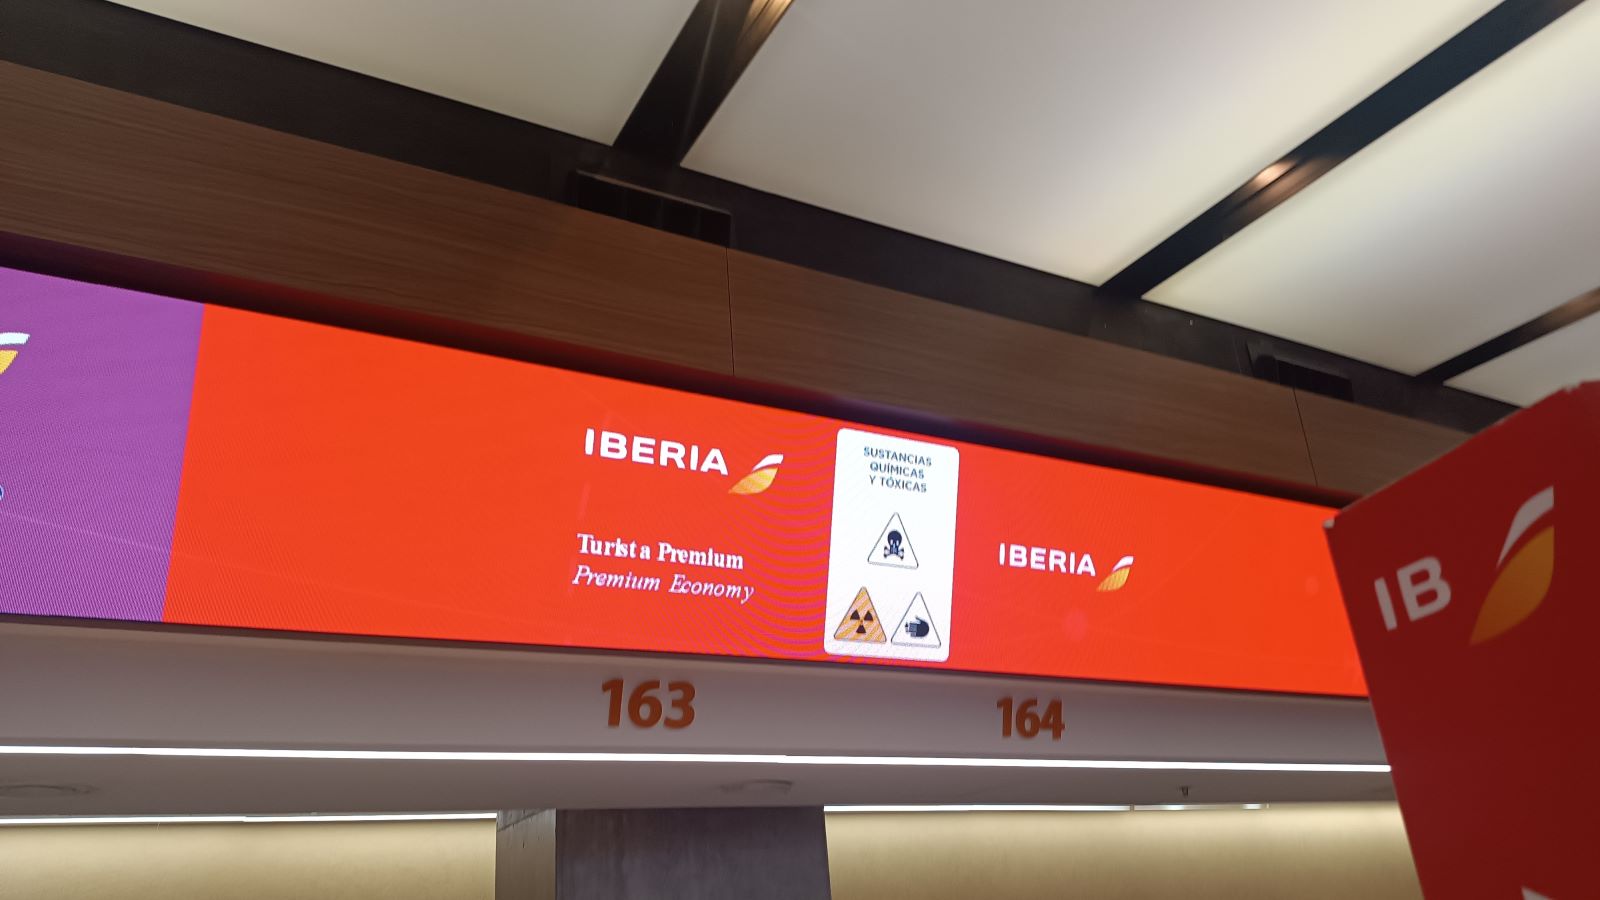 IBERIA
Turista Premium
Premium Economy
SUSTANCIAS
QUÍMICAS
Y TÓXICAS
IBERIA
IB
163
164